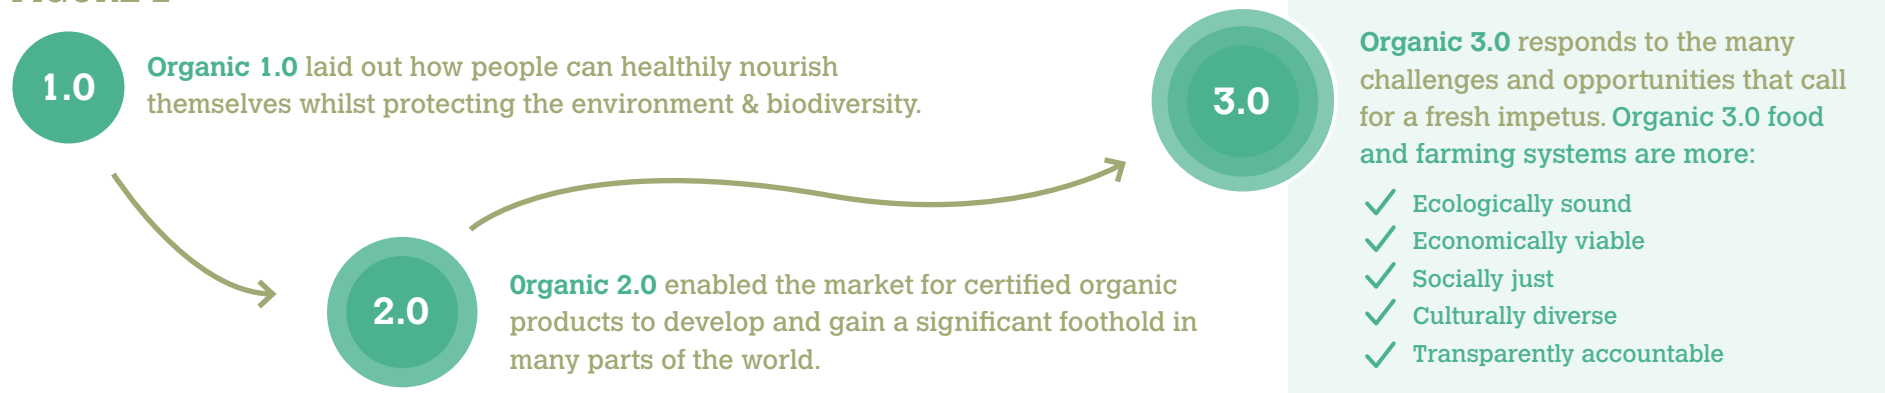 1.0
Organic 1.0 laid out how people can healthily nourish
themselves whilst protecting the environment & biodiversity.
2.0
Organic 2.0 enabled the market for certified organic
products to develop and gain a significant foothold in
many parts of the world.
3.0
Organic 3.0 responds to the many
challenges and opportunities that call
for a fresh impetus. Organic 3.0 food
and farming systems are more:
Ecologically sound
Economically viable
Socially just
Culturally diverse
Transparently accountable